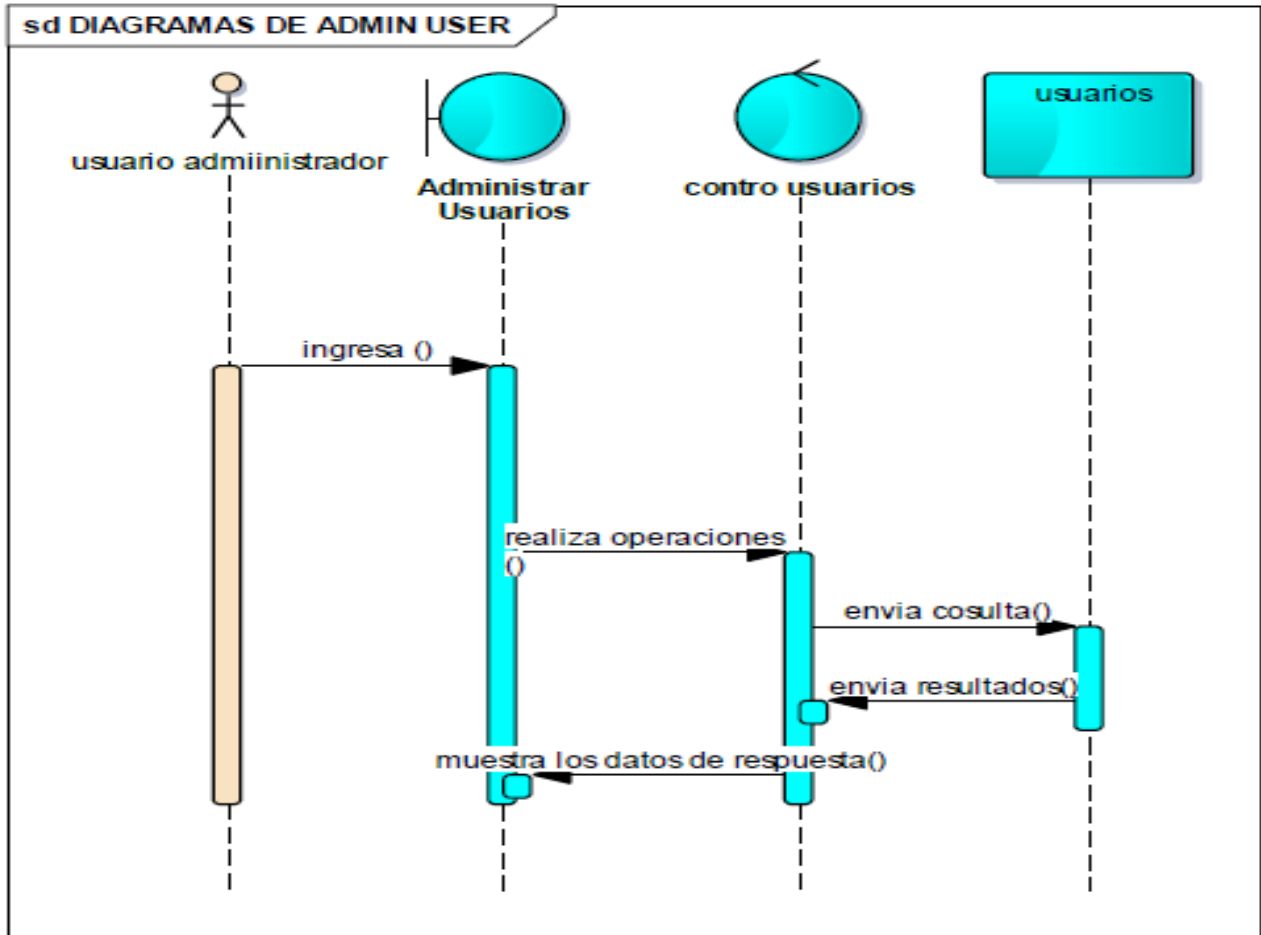 sd DIAGRAMAS DE ADMIN USER
usuario admiinistrador
Administrar
Usuarios
contro usuarios
usuarios
ingresa ()
realiza operaciones
()
envia cosulta()
envia resultados()
muestra los datos de respuesta()